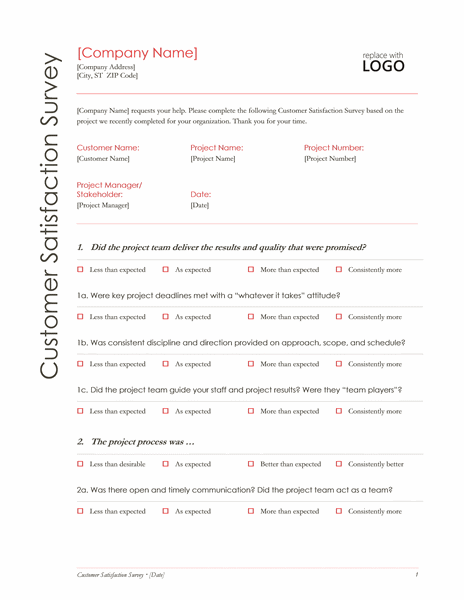 Customer Satisfaction Survey
[Company Name]
[Company Address]
[City, ST  ZIP Code]
replace with
LOGO
[Company Name] requests your help. Please complete the following Customer Satisfaction Survey based on the
project we recently completed for your organization. Thank you for your time.
Customer Name: Project Name: Project Number:
[Customer Name] [Project Name] [Project Number]
Project Manager/
Stakeholder: Date:
[Project Manager] [Date]
1. Did the project team deliver the results and quality that were promised?
☐ Less than expected ☐ As expected ☐ More than expected ☐ Consistently more
1a. Were key project deadlines met with a “whatever it takes” attitude?
☐ Less than expected ☐ As expected ☐ More than expected ☐ Consistently more
1b. Was consistent discipline and direction provided on approach, scope, and schedule?
☐ Less than expected ☐ As expected ☐ More than expected ☐ Consistently more
1c. Did the project team guide your staff and project results? Were they “team players”?
☐ Less than expected ☐ As expected ☐ More than expected ☐ Consistently more
2. The project process was …
☐ Less than desirable ☐ As expected ☐ Better than expected ☐ Consistently better
2a. Was there open and timely communication? Did the project team act as a team?
☐ Less than expected ☐ As expected ☐ More than expected ☐ Consistently more
Customer Satisfaction Survey • [Date] 1